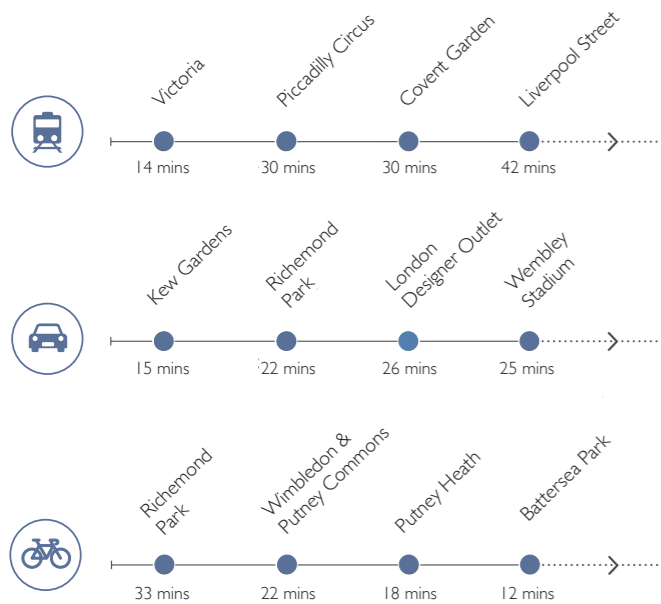 Victoria
Piccadilly Circus
Covent Garden
Liverpool Street
14 mins
30 mins
30 mins
42 mins
Kew Gardens
Richemond
Park
London
Designer Outlet
Wembley
Stadium
15 mins
22 mins
26 mins
25 mins
Richemond
Park
Wimbledon &
Putney Commons
Putney Heath
Battersea Park
33 mins
22 mins
18 mins
12 mins